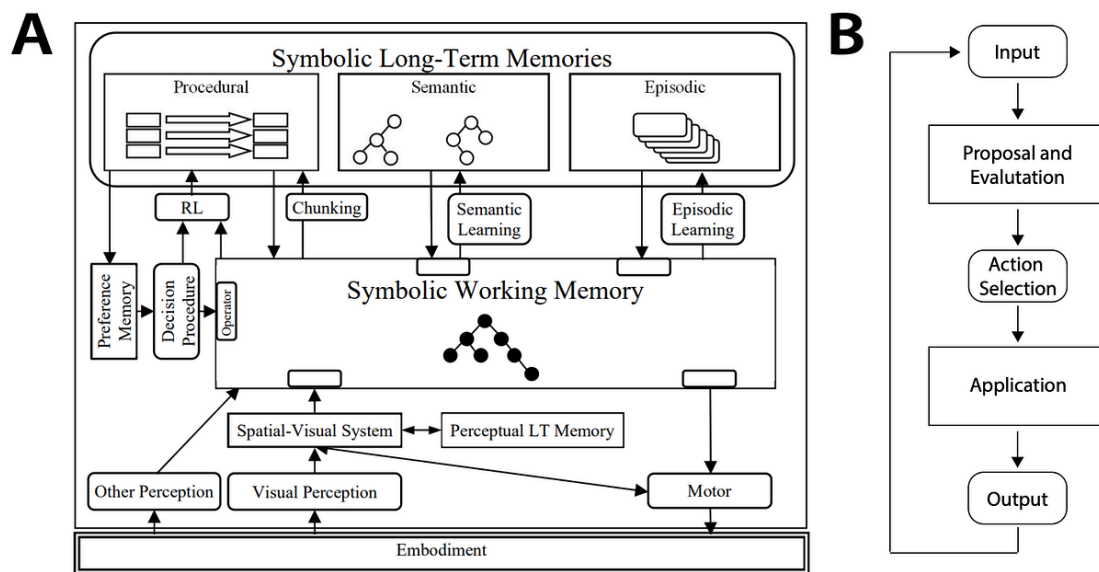 A
Symbolic Long-Term Memories
Procedural
Semantic
Episodic
RL
Chunking
Semantic
Learning
Episodic
Learning
Preference
Memory
Decision
Procedure
Operator
Symbolic Working Memory
Spatial-Visual System
Perceptual LT Memory
Other Perception
Visual Perception
Motor
Embodiment
B
Input
Proposal and
Evalutation
Action
Selection
Application
Output